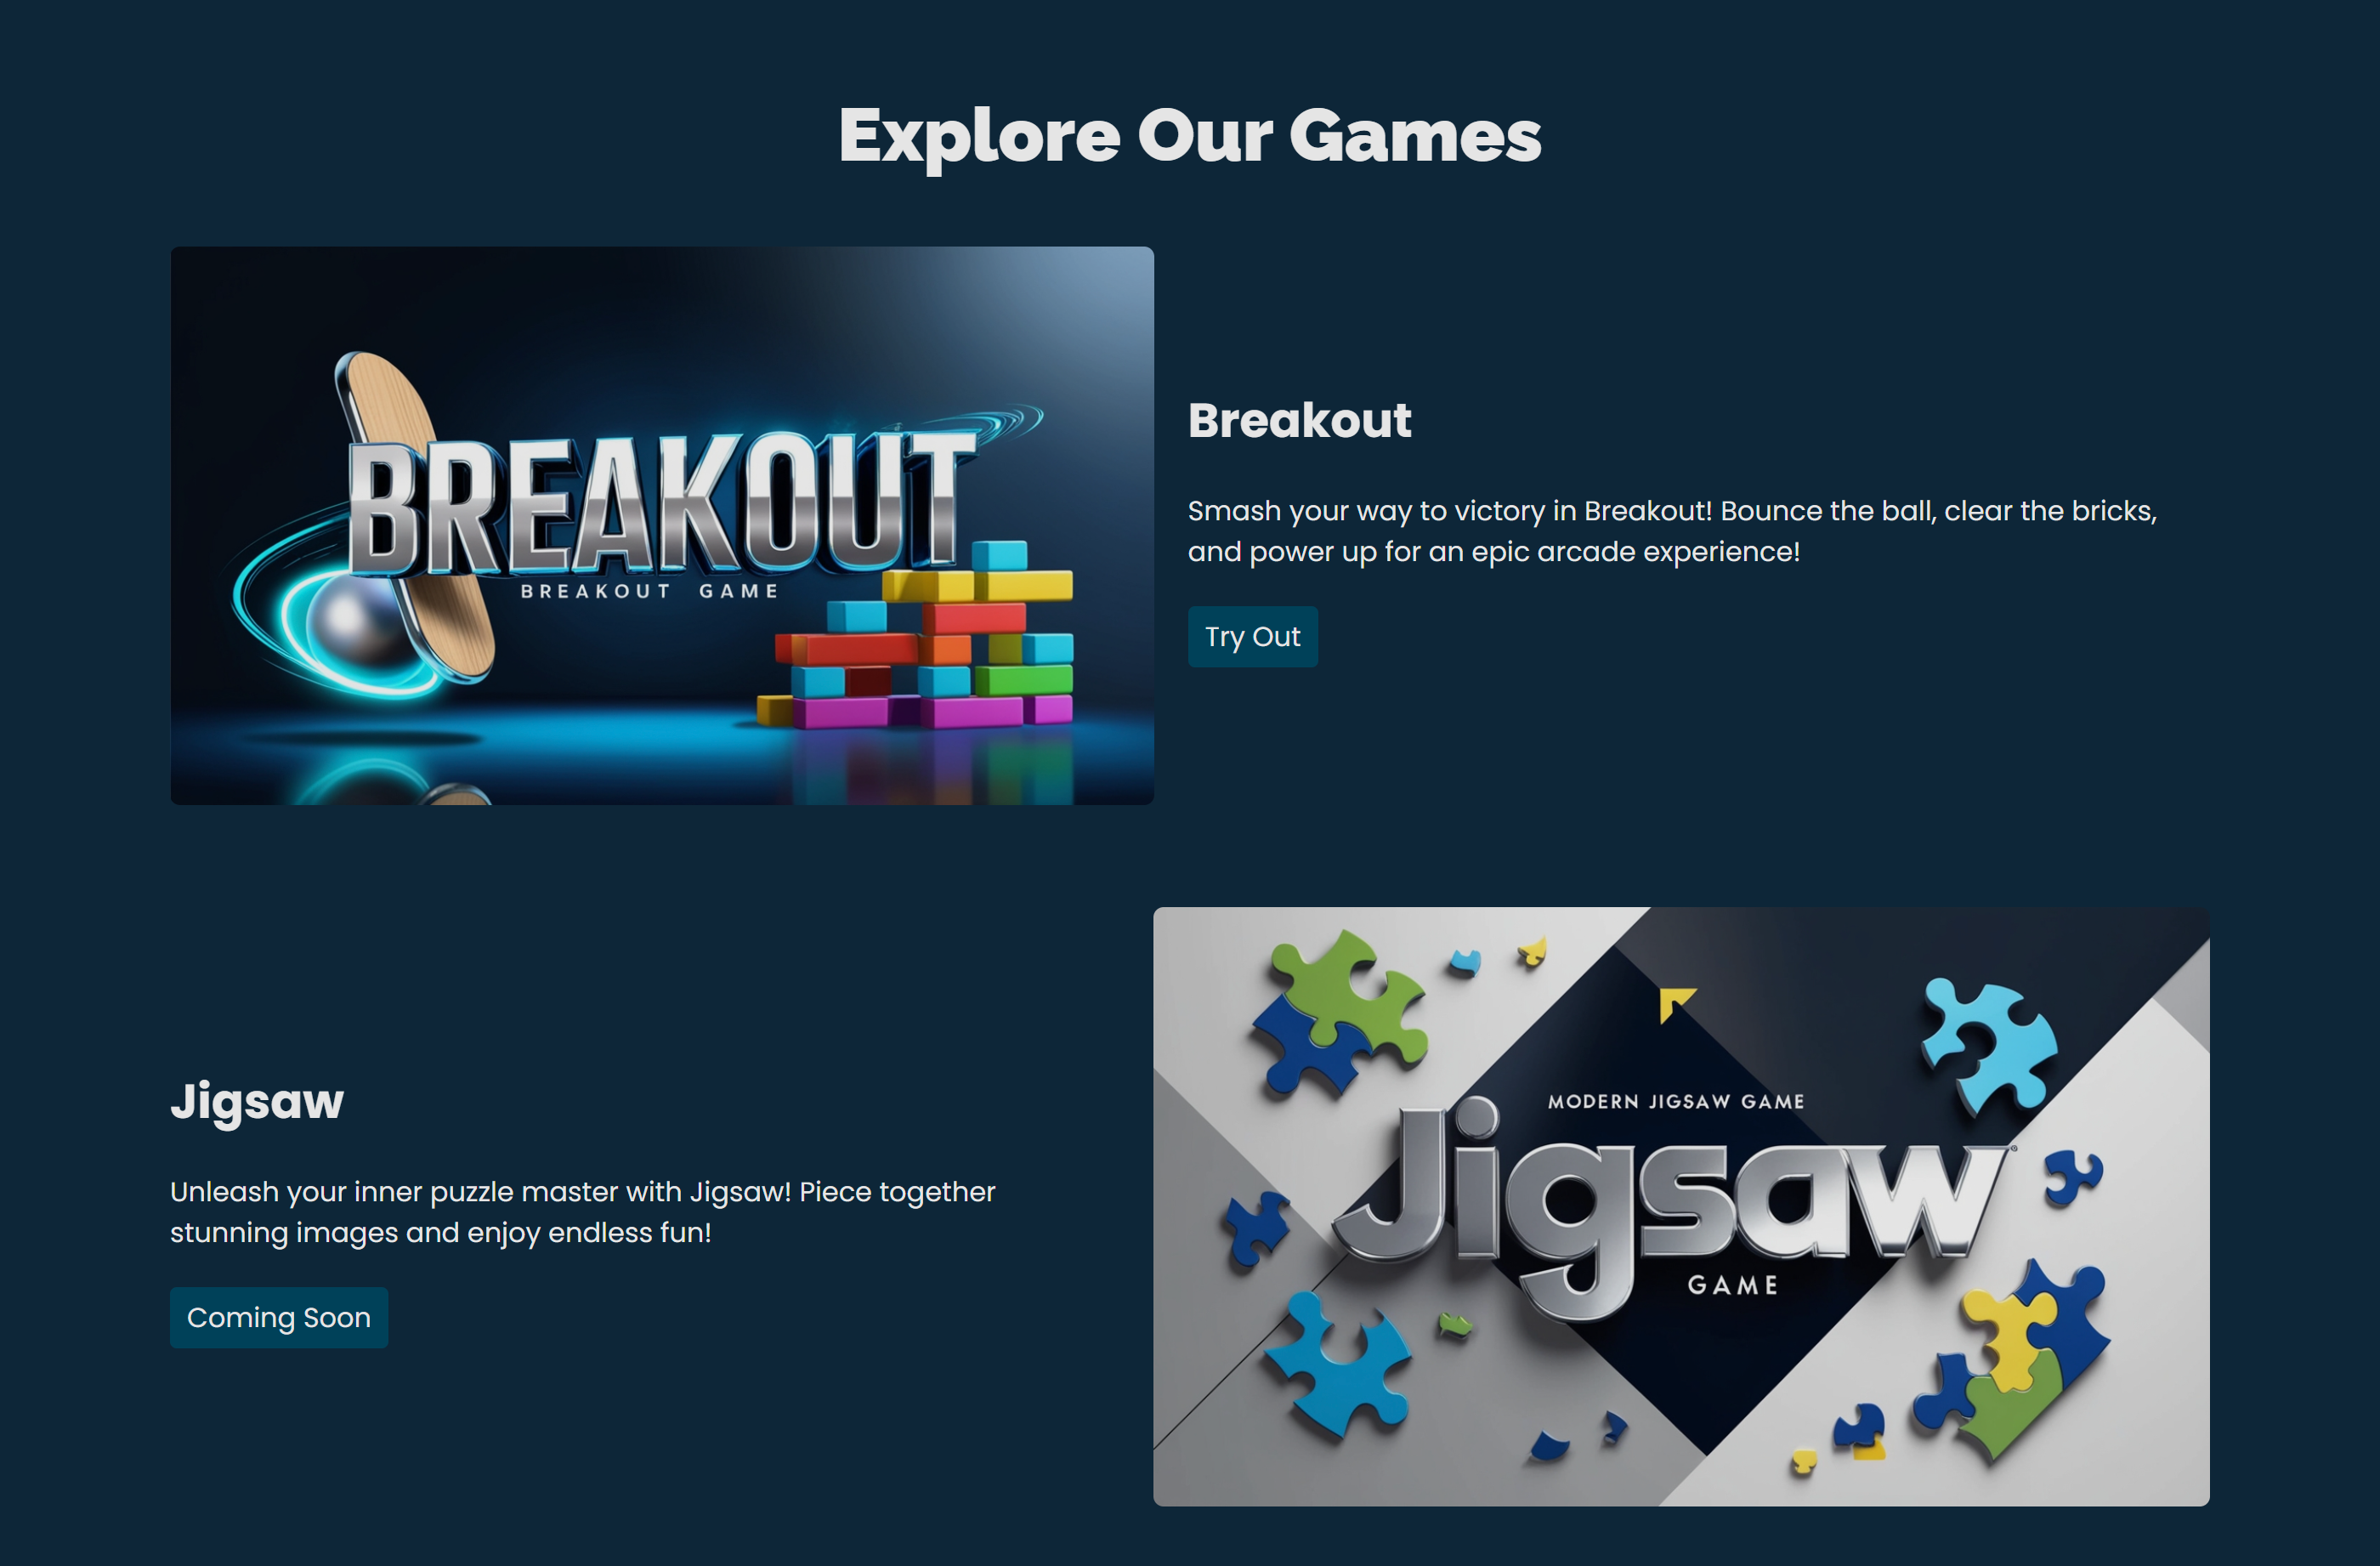 Explore Our Games
BREAKOUT
BREAKOUT GAME
Breakout
Smash your way to victory in Breakout! Bounce the ball, clear the bricks,
and power up for an epic arcade experience!
Try Out
Jigsaw
Unleash your inner puzzle master with Jigsaw! Piece together
stunning images and enjoy endless fun!
Coming Soon
MODERN JIGSAW GAME
Jigsaw
GAME